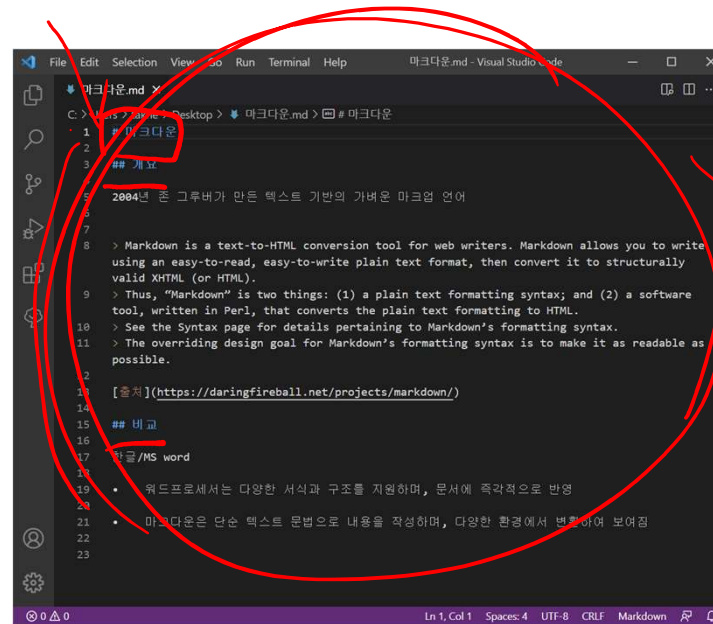 File Edit Selection View Go Run Terminal Help 마크다운.md - Visual Studio Code
마크다운.md
C: > Desktop > 마크다운.md > # 마크다운
1 # 마크다운
2
3 ## 개요
5 2004년 존 그루버가 만든 텍스트 기반의 가벼운 마크업 언어
6
7
8 > Markdown is a text-to-HTML conversion tool for web writers. Markdown allows you to write
using an easy-to-read, easy-to-write plain text format, then convert it to structurally
valid XHTML (or HTML).
9 > Thus, “Markdown” is two things: (1) a plain text formatting syntax; and (2) a software
tool, written in Perl, that converts the plain text formatting to HTML.
10 > See the Syntax page for details pertaining to Markdown’s formatting syntax.
11 > The overriding design goal for Markdown’s formatting syntax is to make it as readable as
possible.
12
13 [출처](https://daringfireball.net/projects/markdown/)
14
15 ## 비교
16
17 한글/MS word
18
19 • 워드프로세서는 다양한 서식과 구조를 지원하며, 문서에 즉각적으로 반영
20
21 • 마크다운은 단순 텍스트 문법으로 내용을 작성하며, 다양한 환경에서 변환하여 보여짐
22
23
0 0 Ln 1, Col 1 Spaces: 4 UTF-8 CRLF Markdown